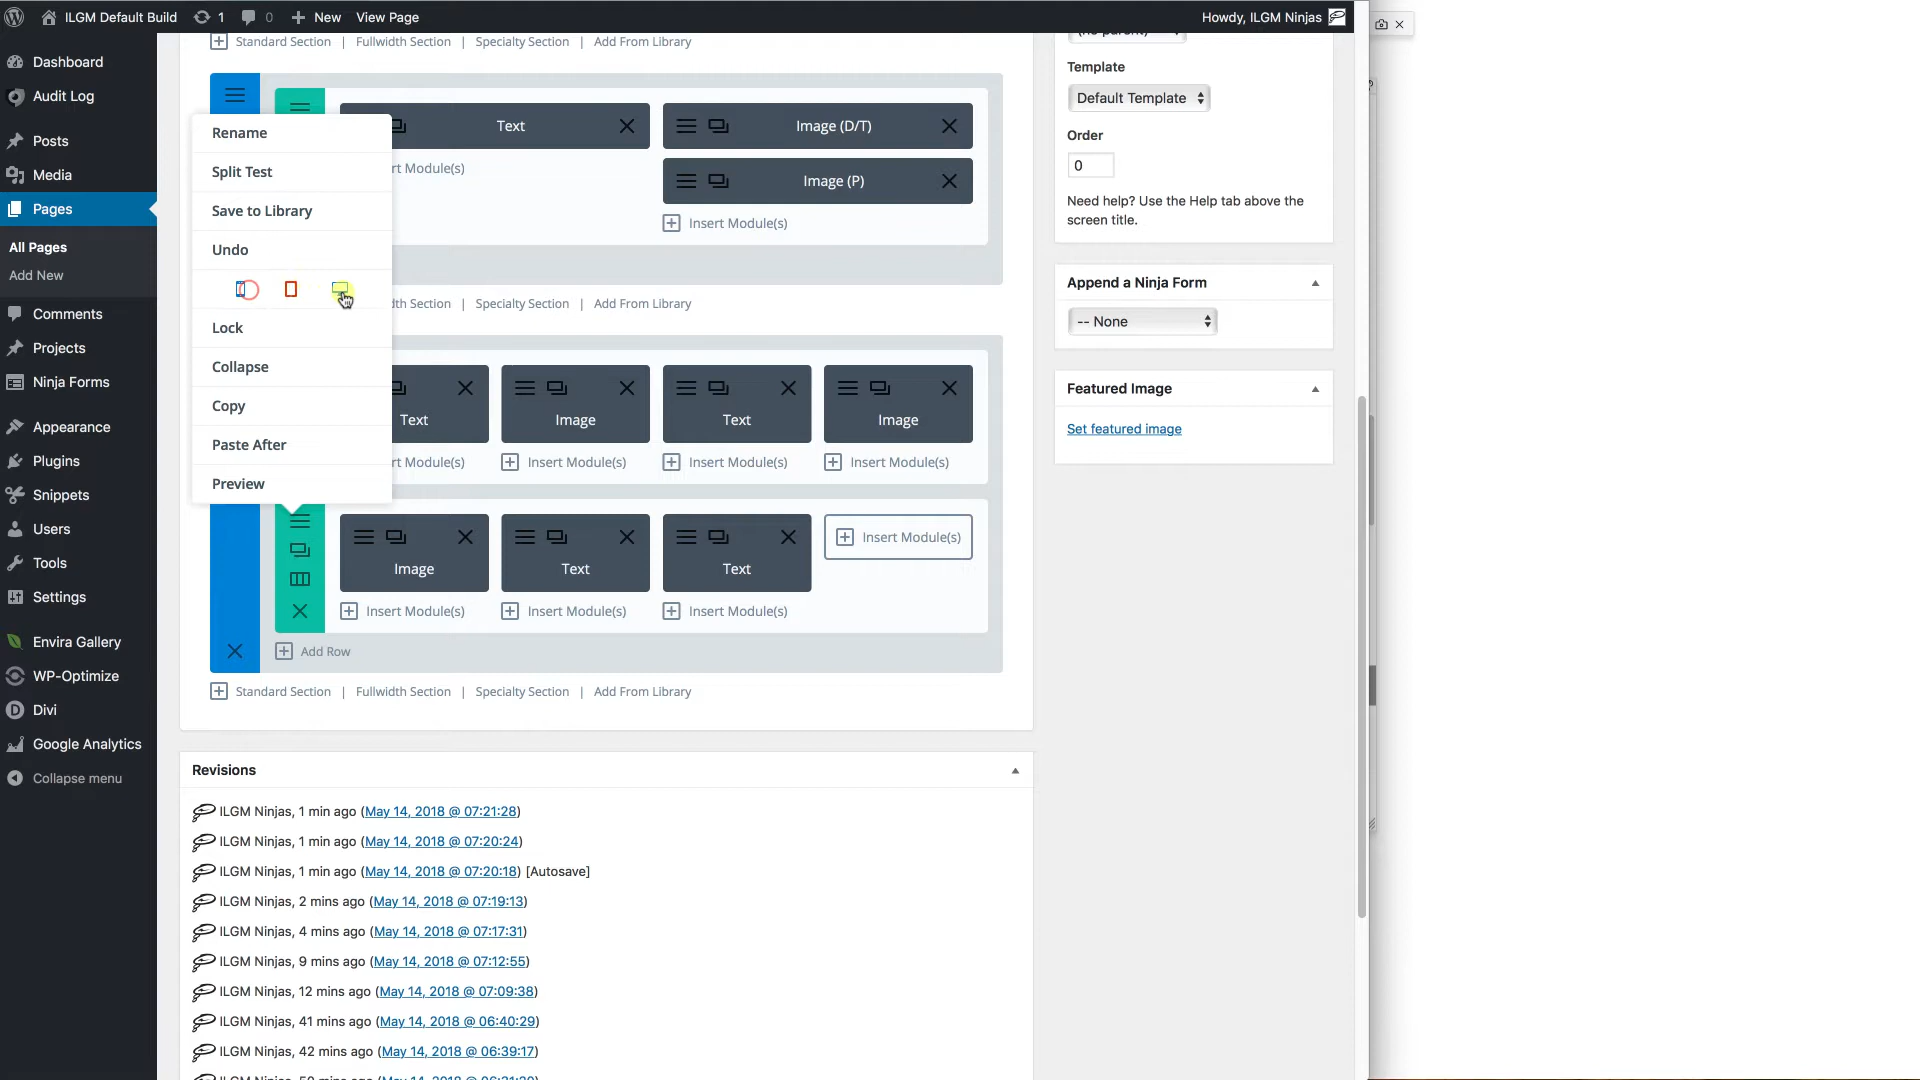 ILGM Default Build 1 0 New View Page Howdy, ILGM Ninjas
Dashboard
Audit Log
Posts
Media
Pages
All Pages
Add New
Comments
Projects
Ninja Forms
Appearance
Plugins
Snippets
Users
Tools
Settings
Envira Gallery
WP-Optimize
Divi
Google Analytics
Collapse menu
Standard Section | Fullwidth Section | Specialty Section | Add From Library
Text
Image (D/T)
Image (P)
Insert Module(s)
Rename
Split Test
Save to Library
Undo
Lock
Collapse
Copy
Paste After
Preview
Section | Specialty Section | Add From Library
Text
Image
Text
Image
Insert Module(s)
Insert Module(s)
Insert Module(s)
Image
Text
Text
Insert Module(s)
Insert Module(s)
Insert Module(s)
Insert Module(s)
Add Row
Standard Section | Fullwidth Section | Specialty Section | Add From Library
Revisions
ILGM Ninjas, 1 min ago (May 14, 2018 @ 07:21:28)
ILGM Ninjas, 1 min ago (May 14, 2018 @ 07:20:24)
ILGM Ninjas, 1 min ago (May 14, 2018 @ 07:20:18) [Autosave]
ILGM Ninjas, 2 mins ago (May 14, 2018 @ 07:19:13)
ILGM Ninjas, 4 mins ago (May 14, 2018 @ 07:17:31)
ILGM Ninjas, 9 mins ago (May 14, 2018 @ 07:12:55)
ILGM Ninjas, 12 mins ago (May 14, 2018 @ 07:09:38)
ILGM Ninjas, 41 mins ago (May 14, 2018 @ 06:40:29)
ILGM Ninjas, 42 mins ago (May 14, 2018 @ 06:39:17)
Template
Default Template
Order
0
Need help? Use the Help tab above the
screen title.
Append a Ninja Form
-- None
Featured Image
Set featured image